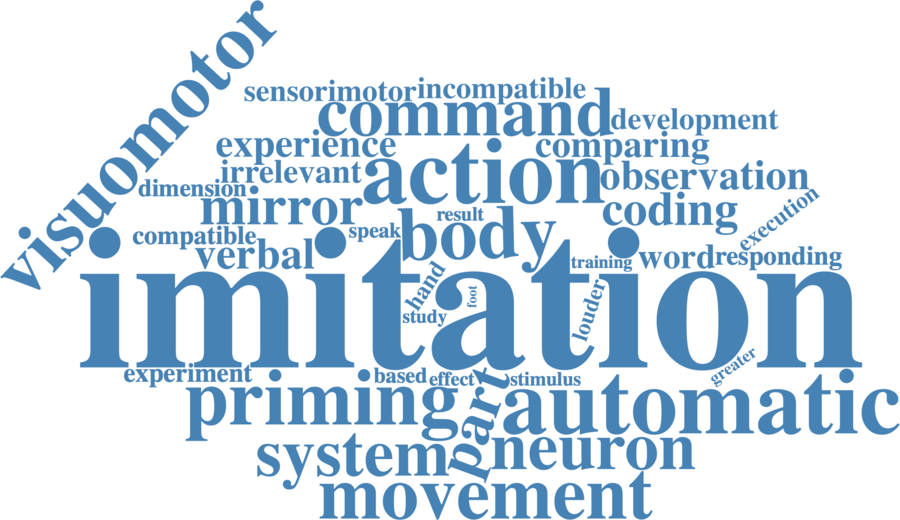 visuomotor
sensorimotor incompatible
command development
experience comparing
irrelevant action observation
dimension
mirror result coding execution
compatible speak body
verbal training word responding
imitation
hand foot louder
study
greater
experiment based effect stimulus
priming part automatic
system neuron
movement